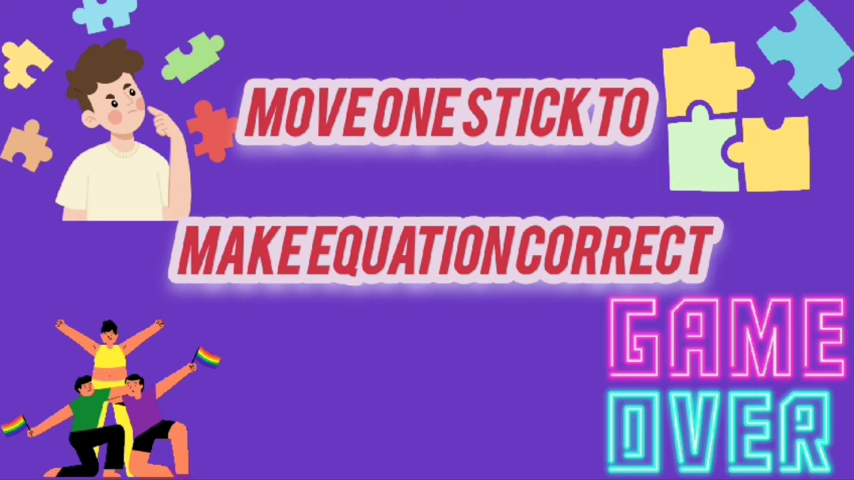 MOVE ONE STICK TO
MAKE EQUATION CORRECT
GAME
OVER